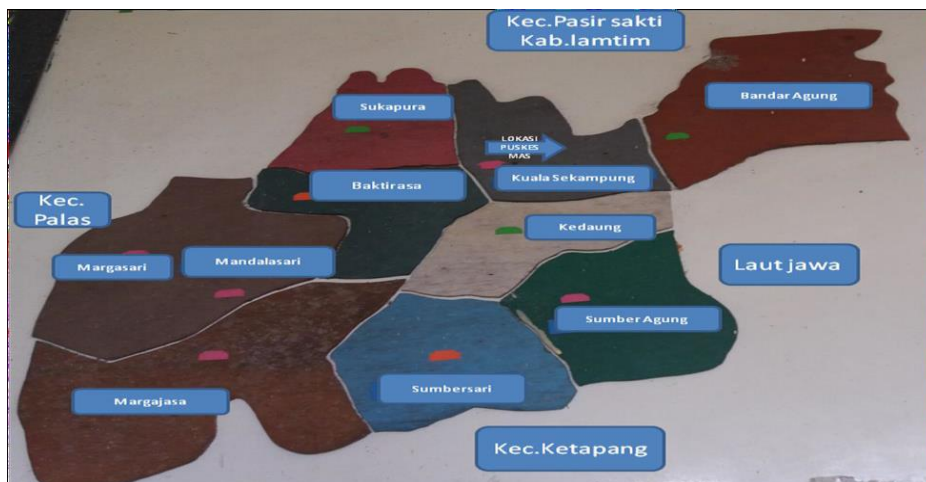 Kec.Pasir sakti
Kab.lamtim
Sukapura
Bandar Agung
LOKASI
PUSKES
MAS
Baktirasa
Kuala Sekampung
Kec.
Palas
Kedaung
Margasari
Mandalasari
Laut jawa
Sumber Agung
Margajasa
Sumbersari
Kec.Ketapang